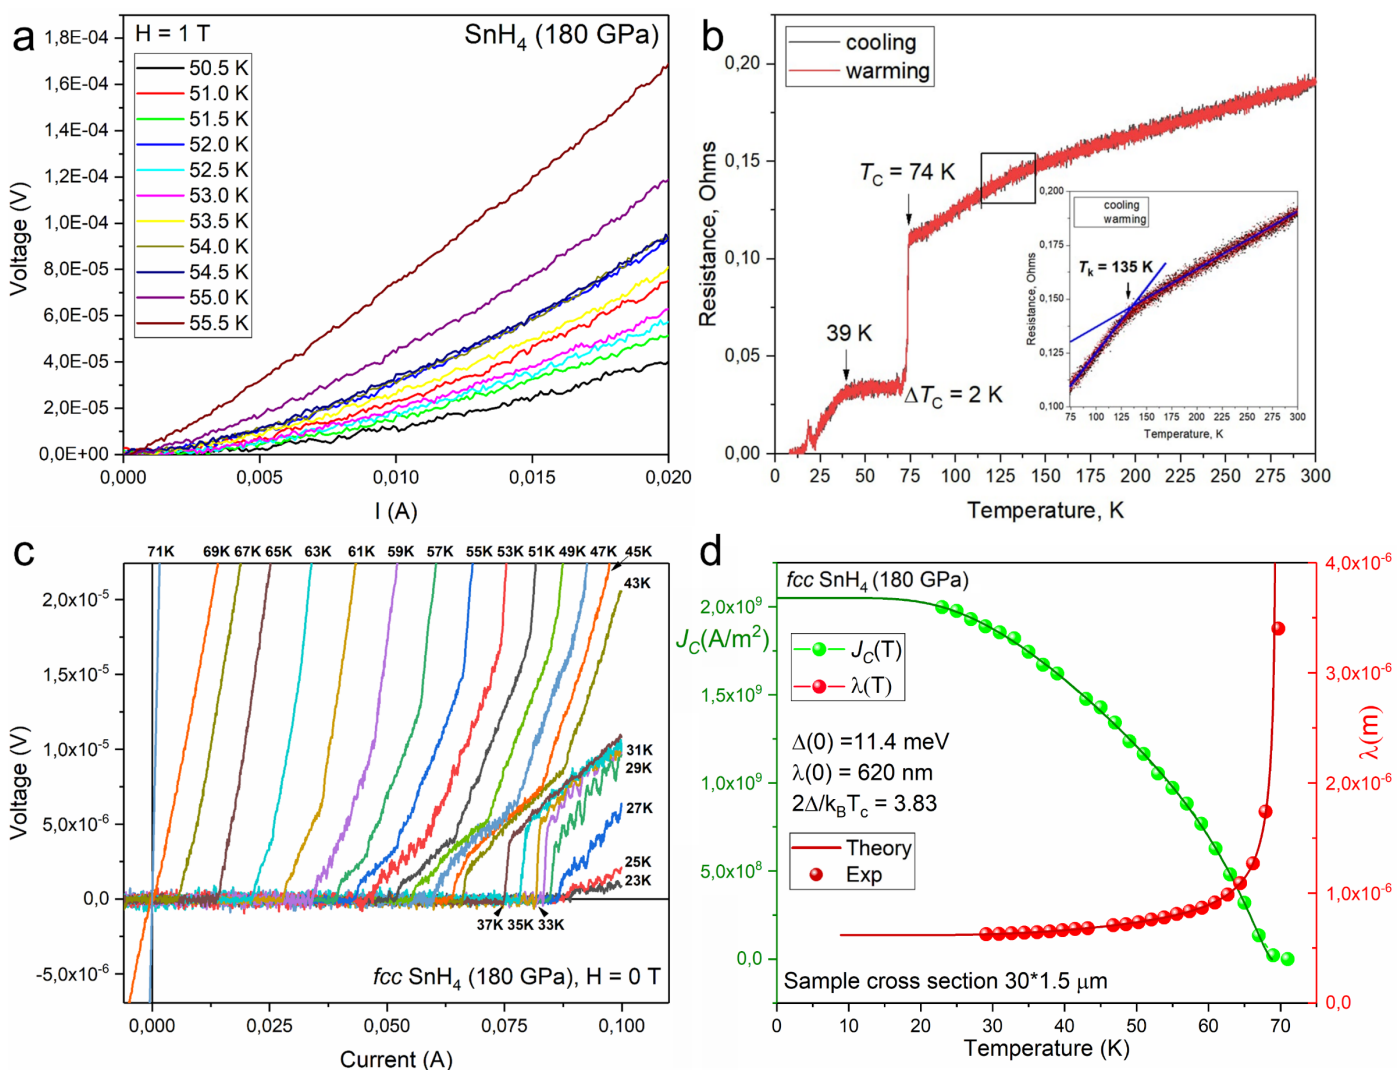 a
H = 1 T
SnH4 (180 GPa)
50.5 K
51.0 K
51.5 K
52.0 K
52.5 K
53.0 K
53.5 K
54.0 K
54.5 K
55.0 K
55.5 K
1,8E-04
1,6E-04
1,4E-04
1,2E-04
1,0E-04
8,0E-05
6,0E-05
4,0E-05
2,0E-05
0,0E+00
Voltage (V)
0,000
0,005
0,010
0,015
0,020
I (A)
b
cooling
warming
0,20
0,15
0,10
0,05
0,00
Resistance, Ohms
TC = 74 K
39 K
ΔTC = 2 K
0
25
50
75
100
125
150
175
200
225
250
275
300
Temperature, K
cooling
warming
Tk = 135 K
0,200
0,175
0,150
0,125
0,100
Resistance, Ohms
75
100
125
150
175
200
225
250
275
300
Temperature, K
c
71K
69K
67K
65K
63K
61K
59K
57K
55K
53K
51K
49K
47K
45K
43K
31K
29K
27K
25K
23K
37K
35K
33K
2,0x10-5
1,5x10-5
1,0x10-5
5,0x10-6
0,0
-5,0x10-6
Voltage (V)
fcc SnH4 (180 GPa), H = 0 T
0,000
0,025
0,050
0,075
0,100
Current (A)
d
fcc SnH4 (180 GPa)
2,0x10⁹
JC(A/m2)
1,5x10⁹
1,0x10⁹
5,0x10⁸
0,0
JC(T)
λ(T)
Δ(0) =11.4 meV
λ(0) = 620 nm
2Δ/kBTc = 3.83
Theory
Exp
Sample cross section 30*1.5 μm
4,0x10-6
3,0x10-6
2,0x10-6
1,0x10-6
0,0
λ(m)
0
10
20
30
40
50
60
70
Temperature (K)